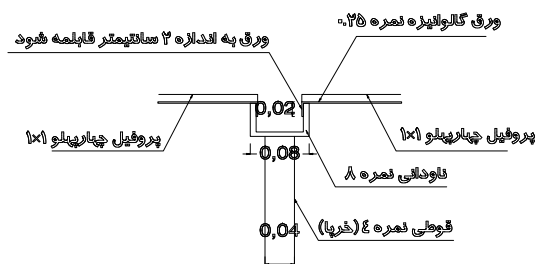 ورق گالوانیزه نمره ۰.۲۵
ورق به اندازه ۲ سانتیمتر قابلمه شود
0,02
پروفیل چهارپهلو ۱×۱
پروفیل چهارپهلو ۱×۱
0,08
ناودانی نمره ۸
قوطی نمره ٤ (خرپا)
0,04